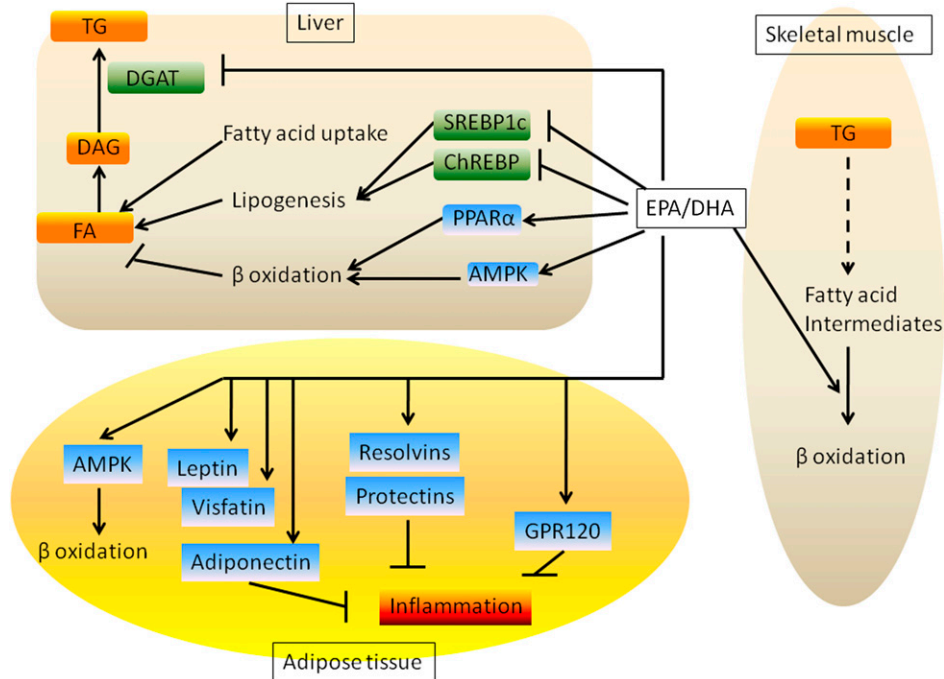 TG
Liver
Skeletal muscle
DGAT
SREBP1c
Fatty acid uptake
TG
DAG
ChREBP
Lipogenesis
EPA/DHA
PPARα
FA
β oxidation
AMPK
Fatty acid
Intermediates
AMPK
Leptin
Resolvins
β oxidation
Visfatin
Protectins
GPR120
β oxidation
Adiponectin
Inflammation
Adipose tissue